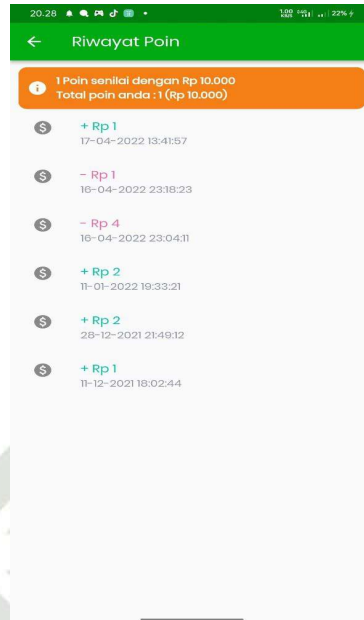 20.28
22%
Riwayat Poin
1 Poin senilai dengan Rp 10.000
Total poin anda : 1 (Rp 10.000)
+ Rp 1
17-04-2022 13:41:57
- Rp 1
16-04-2022 23:18:23
- Rp 4
16-04-2022 23:04:11
+ Rp 2
11-01-2022 19:33:21
+ Rp 2
28-12-2021 21:49:12
+ Rp 1
11-12-2021 18:02:44